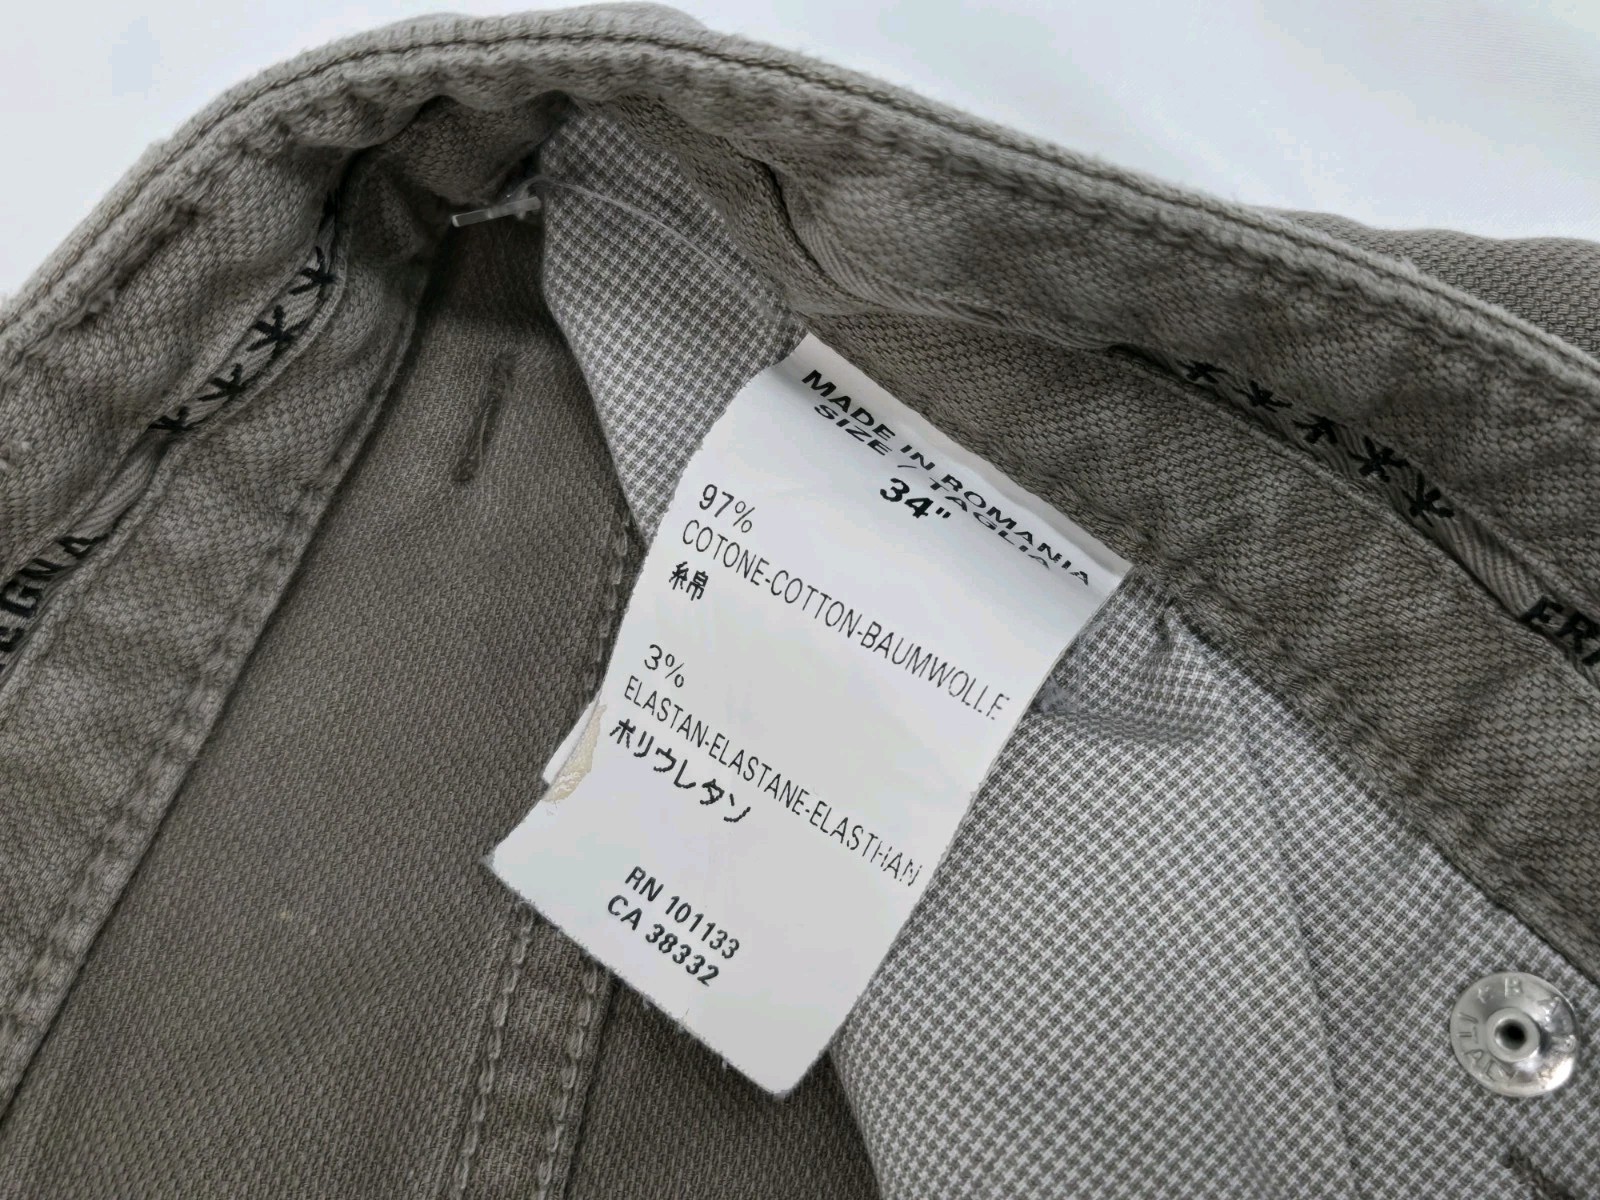 MADE IN ROMANIA
SIZE / TAGLIA
34"
97%
COTONE-COTTON-BAUMWOLLE
綿
3%
ELASTAN-ELASTANE-ELASTHAN
ポリウレタン
RN 101133
CA 38332